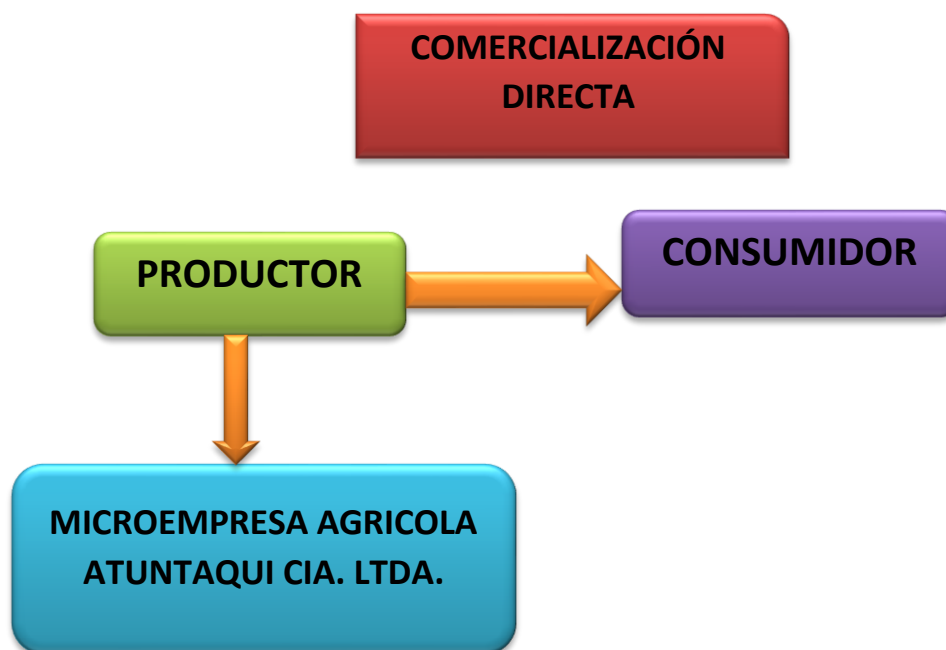 COMERCIALIZACIÓN
DIRECTA
PRODUCTOR
CONSUMIDOR
MICROEMPRESA AGRICOLA
ATUNTAQUI CIA. LTDA.